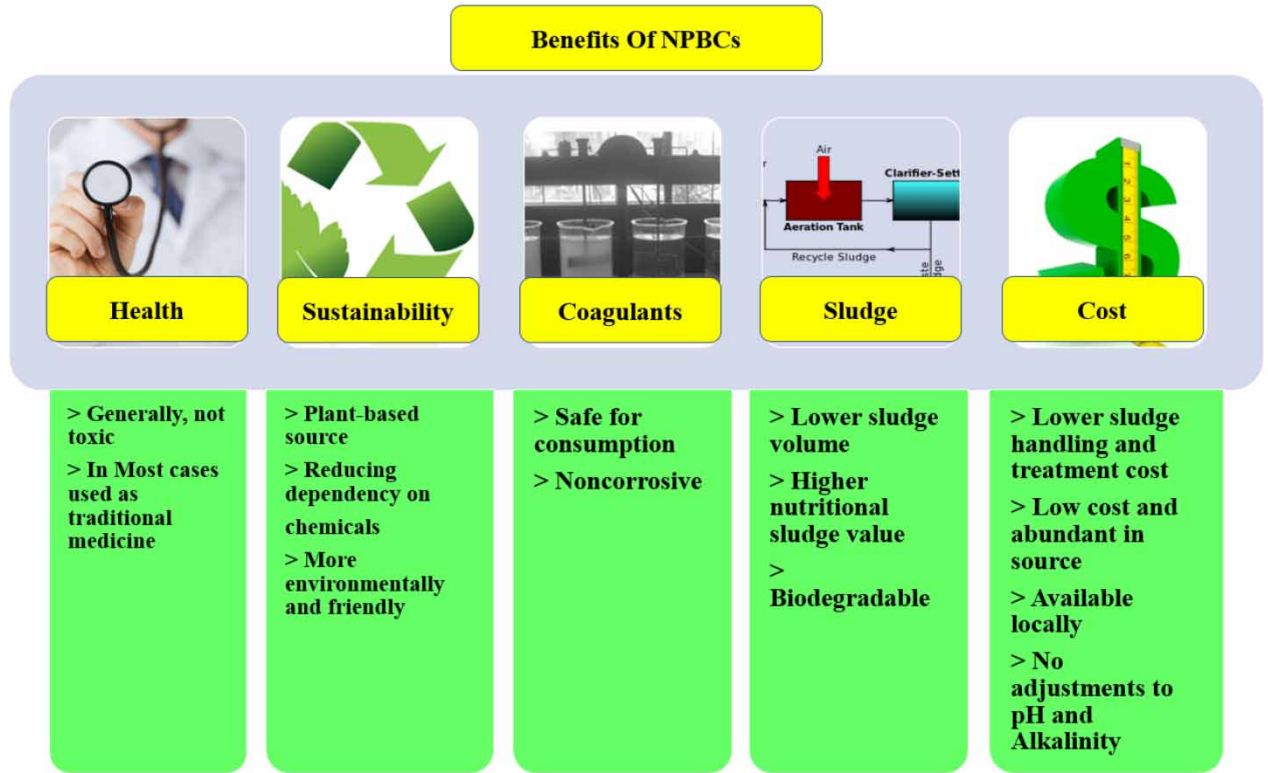 Benefits Of NPBCs
Air
r
Clarifier-Sett
Aeration Tank
Recycle Sludge
Health
Sustainability
Coagulants
Sludge
Cost
> Generally, not
toxic
> In Most cases
used as
traditional
medicine
> Plant-based
source
> Reducing
dependency on
chemicals
> More
environmentally
and friendly
> Safe for
consumption
> Noncorrosive
> Lower sludge
volume
> Higher
nutritional
sludge value
>
Biodegradable
> Lower sludge
handling and
treatment cost
> Low cost and
abundant in
source
> Available
locally
> No
adjustments to
pH and
Alkalinity